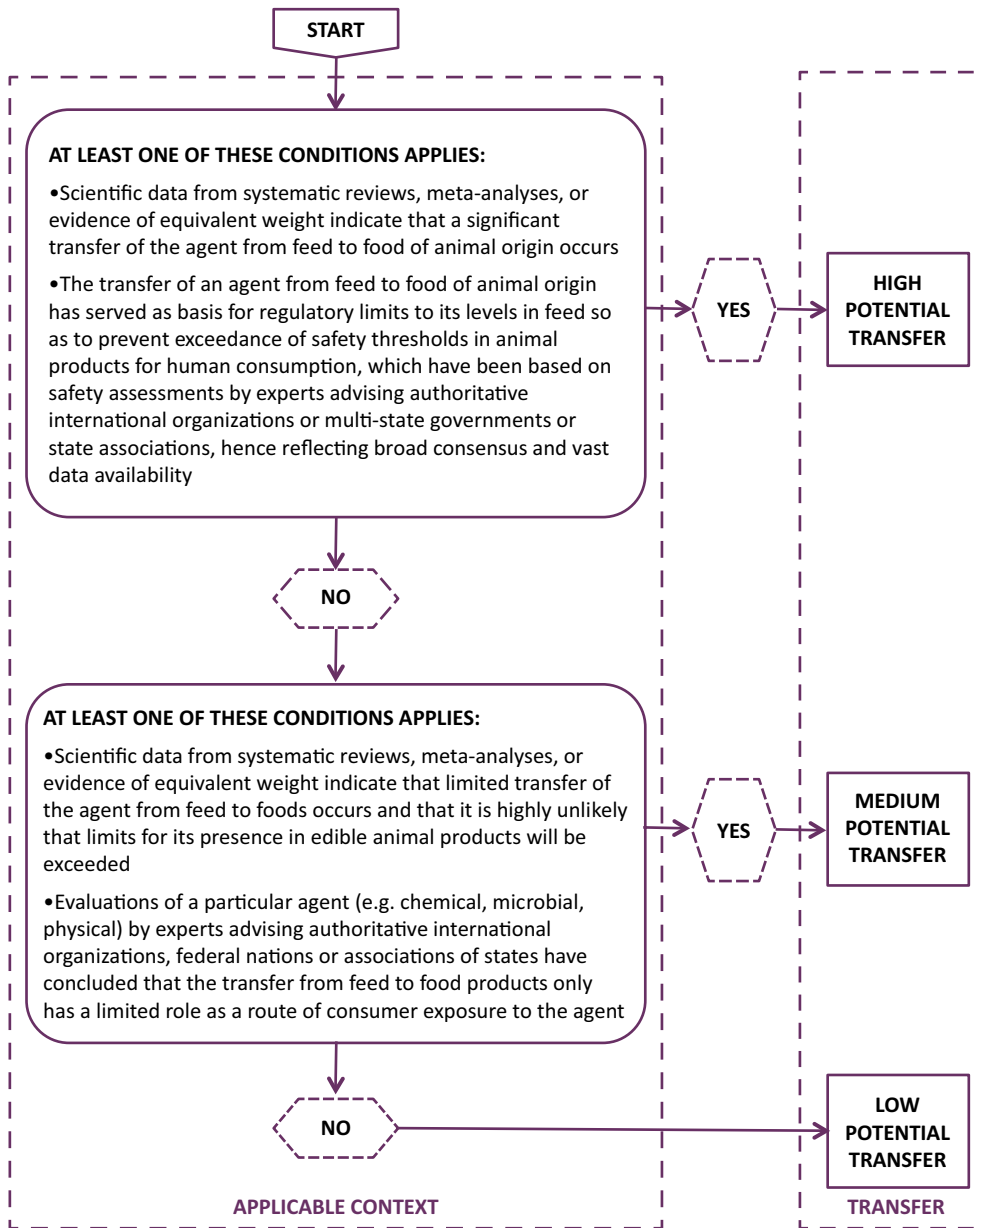 START
AT LEAST ONE OF THESE CONDITIONS APPLIES:
•Scientific data from systematic reviews, meta-analyses, or
evidence of equivalent weight indicate that a significant
transfer of the agent from feed to food of animal origin occurs
•The transfer of an agent from feed to food of animal origin
has served as basis for regulatory limits to its levels in feed so
as to prevent exceedance of safety thresholds in animal
products for human consumption, which have been based on
safety assessments by experts advising authoritative
international organizations or multi-state governments or
state associations, hence reflecting broad consensus and vast
data availability
YES
HIGH
POTENTIAL
TRANSFER
NO
AT LEAST ONE OF THESE CONDITIONS APPLIES:
•Scientific data from systematic reviews, meta-analyses, or
evidence of equivalent weight indicate that limited transfer of
the agent from feed to foods occurs and that it is highly unlikely
that limits for its presence in edible animal products will be
exceeded
•Evaluations of a particular agent (e.g. chemical, microbial,
physical) by experts advising authoritative international
organizations, federal nations or associations of states have
concluded that the transfer from feed to food products only
has a limited role as a route of consumer exposure to the agent
YES
MEDIUM
POTENTIAL
TRANSFER
NO
LOW
POTENTIAL
TRANSFER
APPLICABLE CONTEXT
TRANSFER